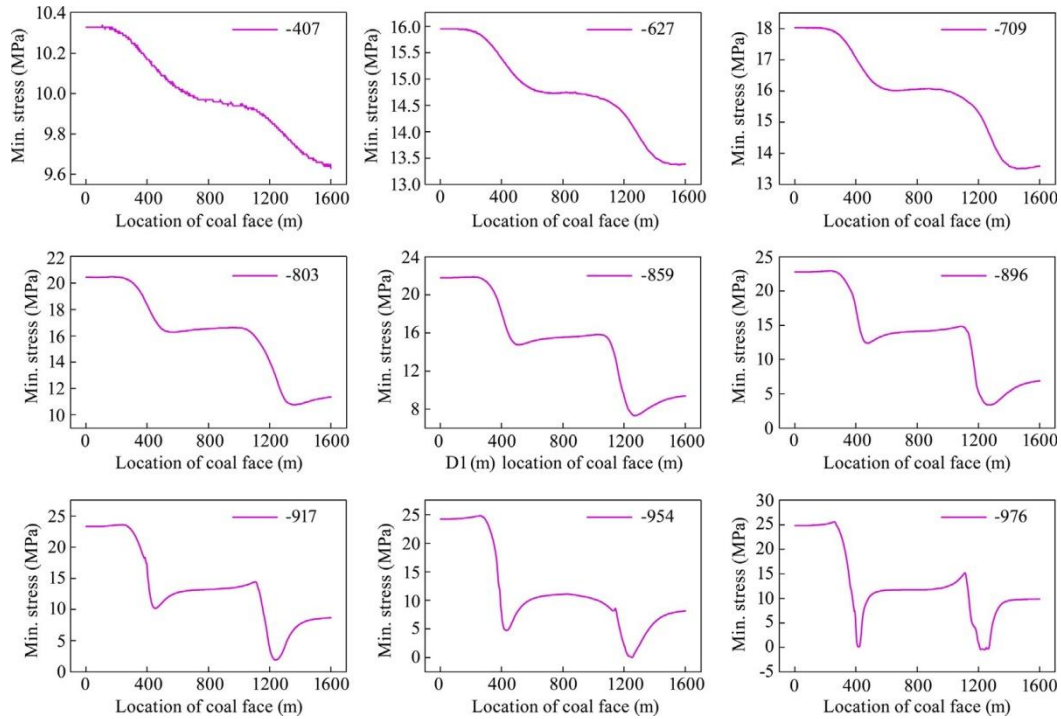 10.4
10.2
10.0
9.8
9.6
Min. stress (MPa)
-407
0 400 800 1200 1600
Location of coal face (m)
16.0
15.5
15.0
14.5
14.0
13.5
13.0
Min. stress (MPa)
-627
0 400 800 1200 1600
Location of coal face (m)
18
17
16
15
14
13
Min. stress (MPa)
-709
0 400 800 1200 1600
Location of coal face (m)
22
20
18
16
14
12
10
Min. stress (MPa)
-803
0 400 800 1200 1600
Location of coal face (m)
24
20
16
12
8
Min. stress (MPa)
-859
0 400 800 1200 1600
D1 (m) location of coal face (m)
25
20
15
10
5
0
Min. stress (MPa)
-896
0 400 800 1200 1600
Location of coal face (m)
25
20
15
10
5
0
Min. stress (MPa)
-917
0 400 800 1200 1600
Location of coal face (m)
25
20
15
10
5
0
Min. stress (MPa)
-954
0 400 800 1200 1600
Location of coal face (m)
30
25
20
15
10
5
0
-5
Min. stress (MPa)
-976
0 400 800 1200 1600
Location of coal face (m)